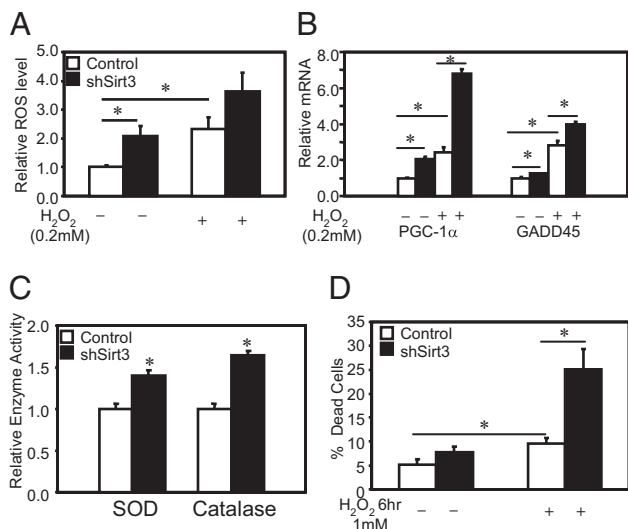 A
5.0
4.0
3.0
2.0
1.0
0.0
Relative ROS level
Control
shSirt3
*
*
H₂O₂ – – + +
(0.2mM)
B
8.0
6.0
4.0
2.0
0.0
Relative mRNA
Control
shSirt3
*
*
*
*
*
*
H₂O₂ – – + + – – + +
(0.2mM) PGC-1α GADD45
C
2.0
1.5
1.0
0.5
0.0
Relative Enzyme Activity
Control
shSirt3
*
*
SOD Catalase
D
35
30
25
20
15
10
5
0
% Dead Cells
Control
shSirt3
*
*
H₂O₂ 6hr – – + +
1mM